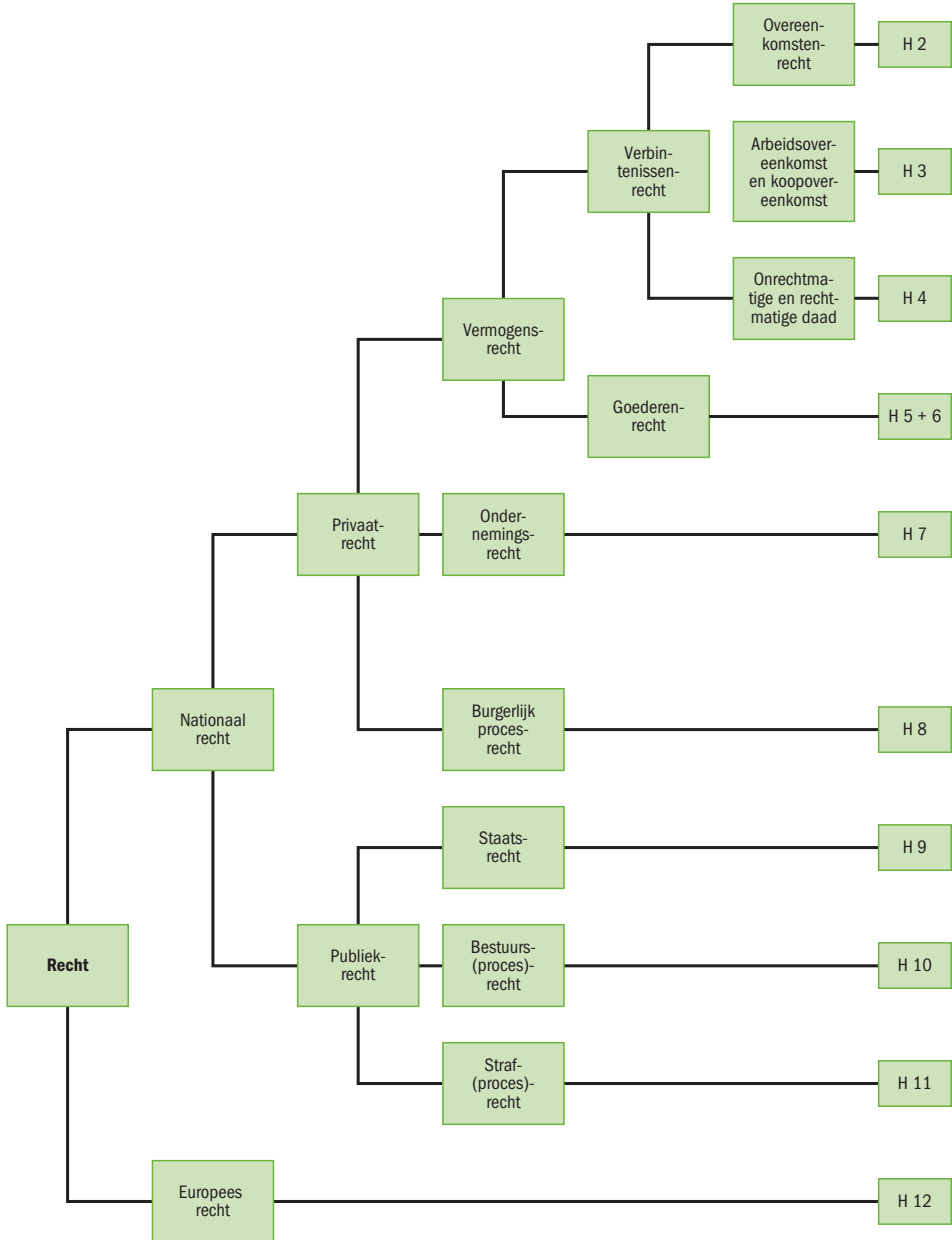 Overeen-
komsten-
recht
H 2
Verbin-
tenissen-
recht
Arbeidsover-
eenkomst
en koopover-
eenkomst
H 3
Onrechtma-
tige en recht-
matige daad
H 4
Vermogens-
recht
Goederen-
recht
H 5 + 6
Privaat-
recht
Onder-
nemings-
recht
H 7
Nationaal
recht
Burgerlijk
proces-
recht
H 8
Staats-
recht
H 9
Recht
Publiek-
recht
Bestuurs-
(proces)-
recht
H 10
Straf-
(proces)-
recht
H 11
Europees
recht
H 12